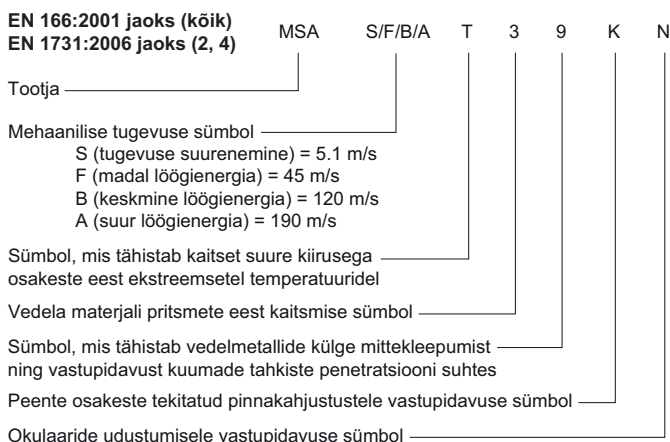 EN 166:2001 jaoks (kõik)
EN 1731:2006 jaoks (2, 4)
MSA S/F/B/A T 3 9 K N
Tootja
Mehaanilise tugevuse sümbol
S (tugevuse suurenemine) = 5.1 m/s
F (madal löögienergia) = 45 m/s
B (keskmine löögienergia) = 120 m/s
A (suur löögienergia) = 190 m/s
Sümbol, mis tähistab kaitset suure kiirusega
osakeste eest ekstreemsetel temperatuuridel
Vedela materjali pritsmete eest kaitsmise sümbol
Sümbol, mis tähistab vedelmetallide külge mittekleepumist
ning vastupidavust kuumade tahkiste penetratsiooni suhtes
Peente osakeste tekitatud pinnakahjustustele vastupidavuse sümbol
Okulaaride udustumisele vastupidavuse sümbol